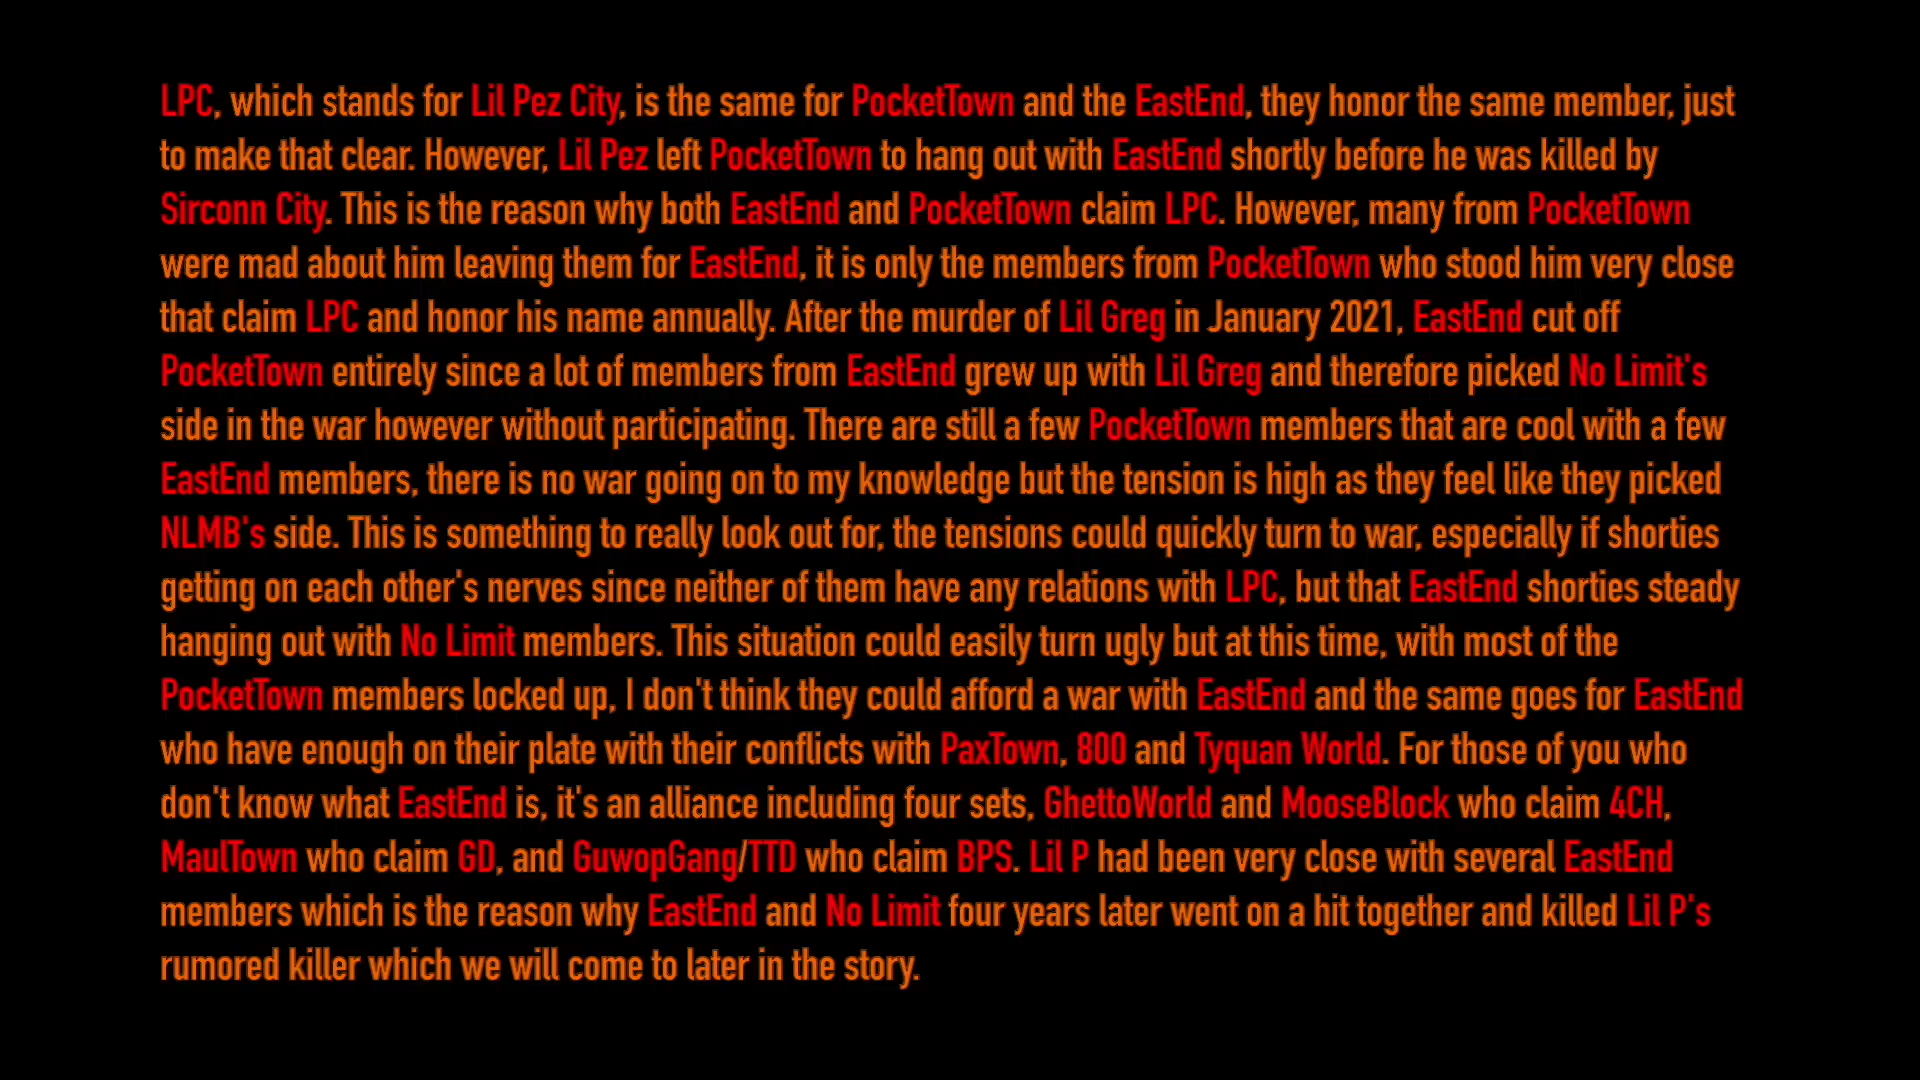 LPC, which stands for Lil Pez City, is the same for PocketTown and the EastEnd, they honor the same member, just
to make that clear. However, Lil Pez left PocketTown to hang out with EastEnd shortly before he was killed by
Sirconn City. This is the reason why both EastEnd and PocketTown claim LPC. However, many from PocketTown
were mad about him leaving them for EastEnd, it is only the members from PocketTown who stood him very close
that claim LPC and honor his name annually. After the murder of Lil Greg in January 2021, EastEnd cut off
PocketTown entirely since a lot of members from EastEnd grew up with Lil Greg and therefore picked No Limit's
side in the war however without participating. There are still a few PocketTown members that are cool with a few
EastEnd members, there is no war going on to my knowledge but the tension is high as they feel like they picked
NLMB's side. This is something to really look out for, the tensions could quickly turn to war, especially if shorties
getting on each other's nerves since neither of them have any relations with LPC, but that EastEnd shorties steady
hanging out with No Limit members. This situation could easily turn ugly but at this time, with most of the
PocketTown members locked up, I don't think they could afford a war with EastEnd and the same goes for EastEnd
who have enough on their plate with their conflicts with PaxTown, 800 and Tyquan World. For those of you who
don't know what EastEnd is, it's an alliance including four sets, GhettoWorld and MooseBlock who claim 4CH,
MaulTown who claim GD, and GuwopGang/TTD who claim BPS. Lil P had been very close with several EastEnd
members which is the reason why EastEnd and No Limit four years later went on a hit together and killed Lil P's
rumored killer which we will come to later in the story.